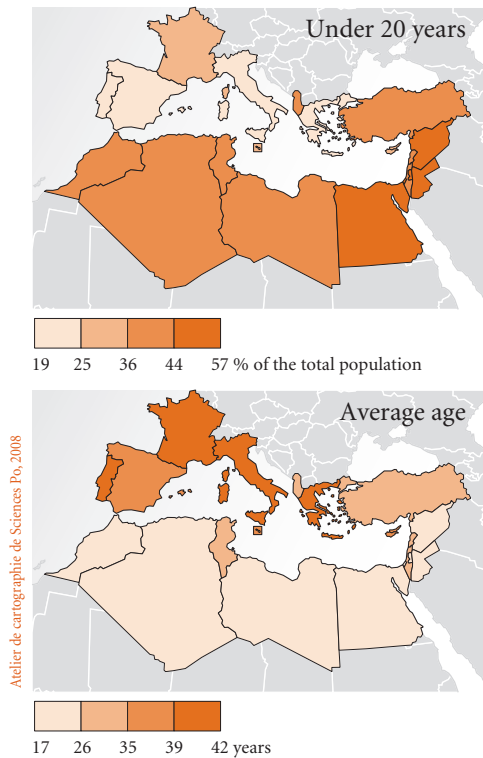 Under 20 years
19 25 36 44 57 % of the total population
Average age
Atelier de cartographie de Sciences Po, 2008
17 26 35 39 42 years